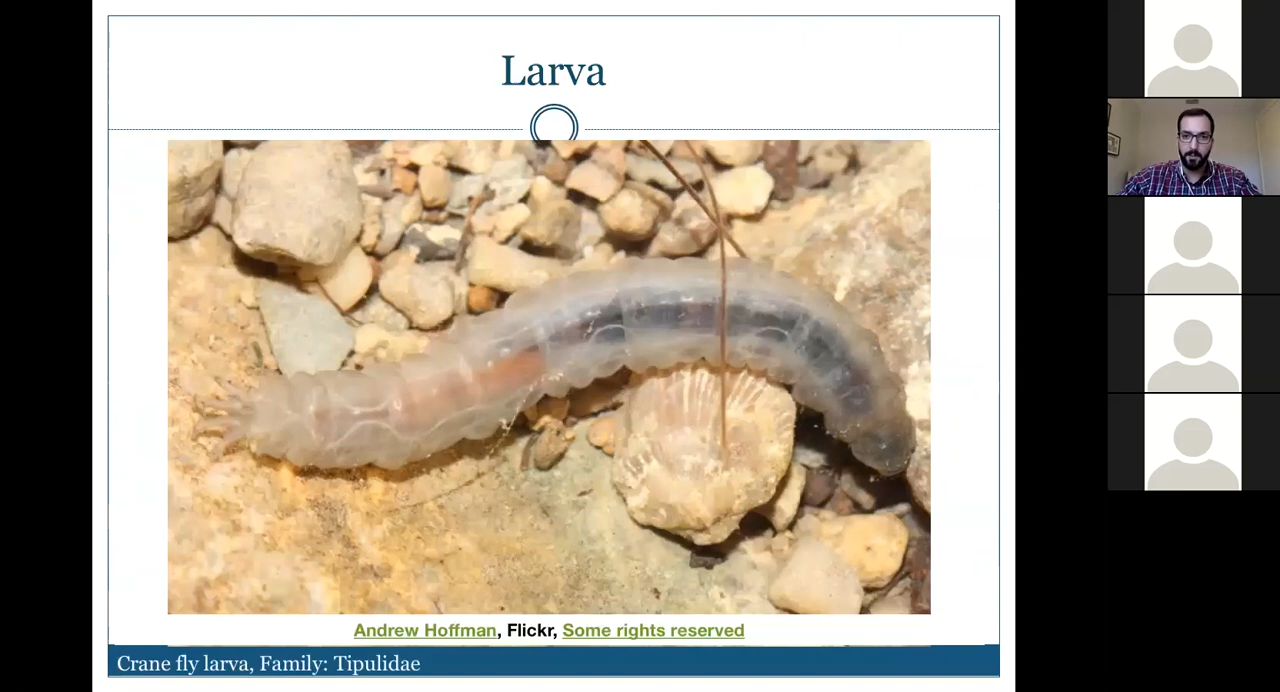 Larva
Andrew Hoffman, Flickr, Some rights reserved
Crane fly larva, Family: Tipulidae